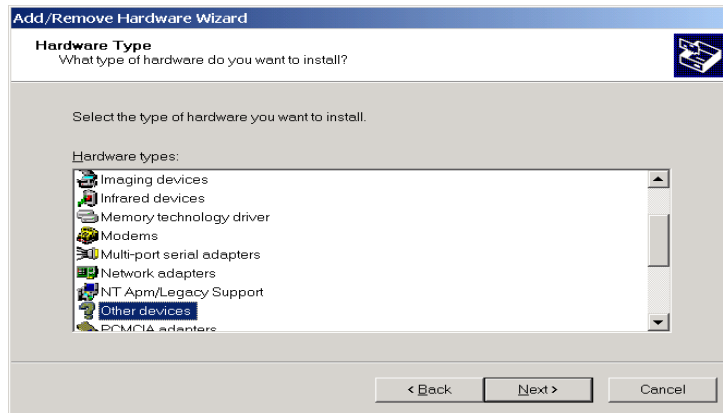 Add/Remove Hardware Wizard
Hardware Type
What type of hardware do you want to install?
Select the type of hardware you want to install.
Hardware types:
Imaging devices
Infrared devices
Memory technology driver
Modems
Multi-port serial adapters
Network adapters
NT Apm/Legacy Support
Other devices
PCMCIA adapters
< Back Next > Cancel